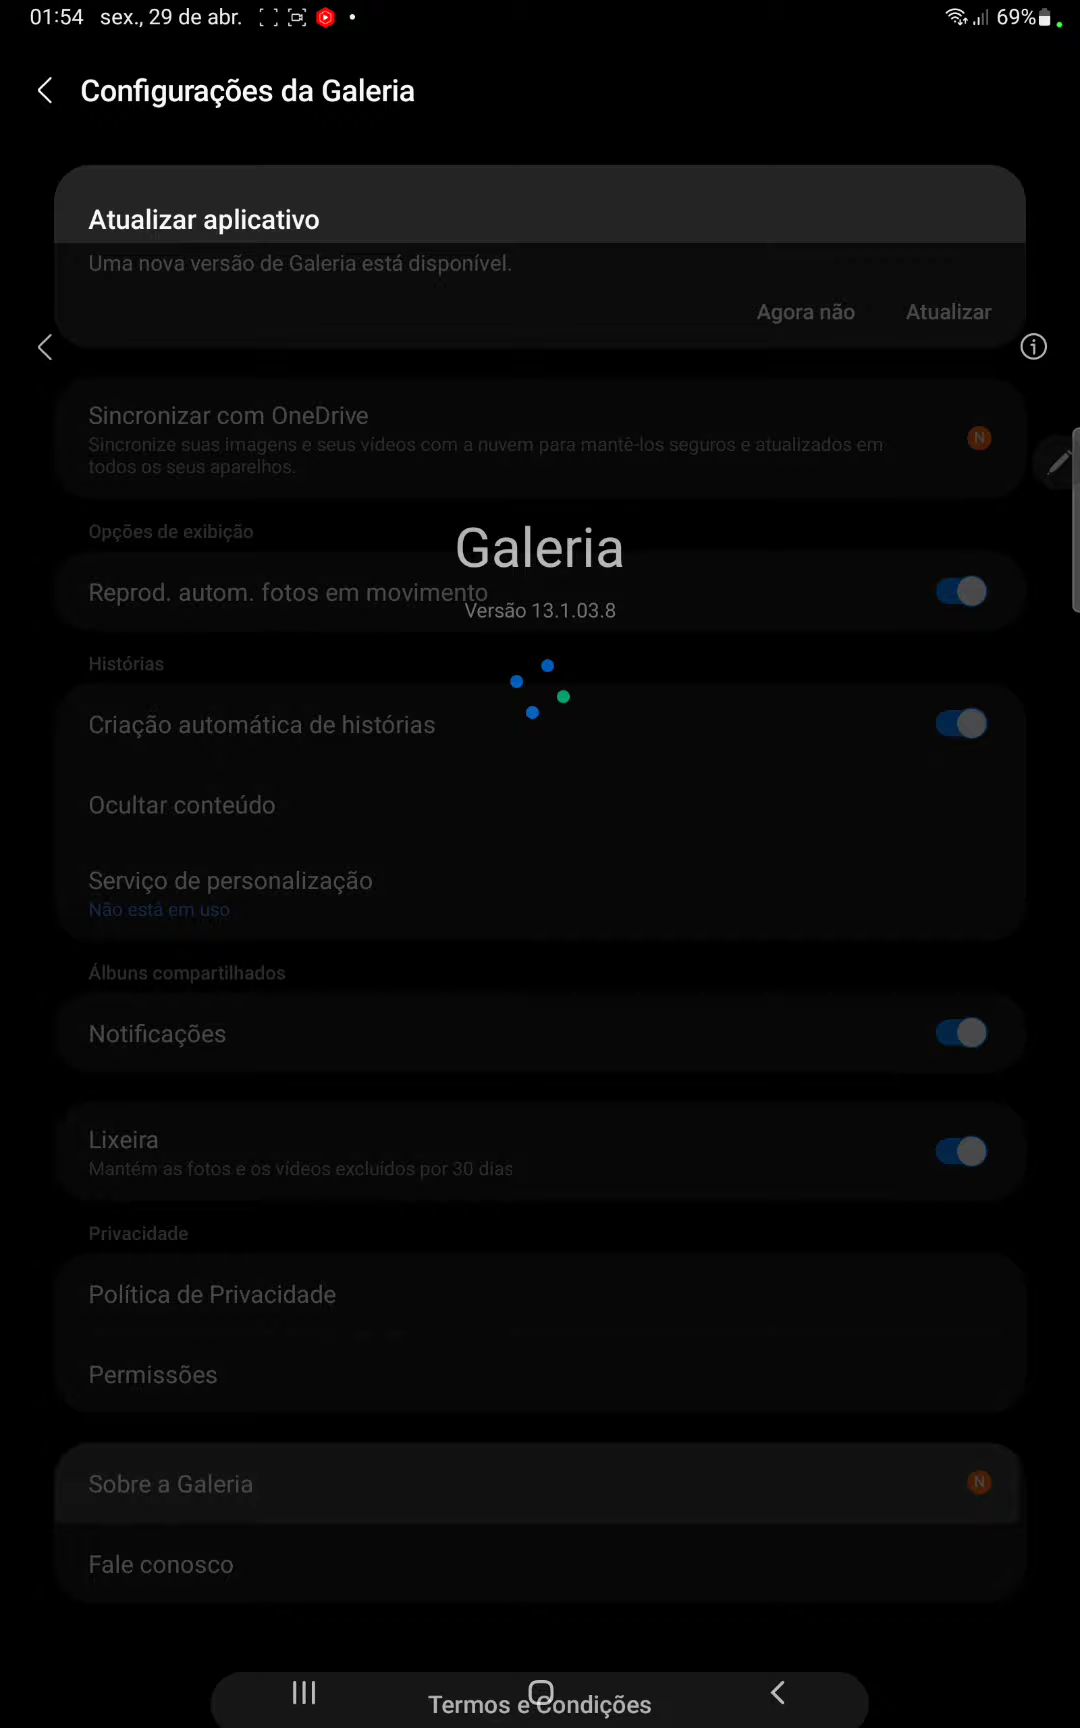 01:54 sex., 29 de abr. 69%
Configurações da Galeria
Atualizar aplicativo
Uma nova versão de Galeria está disponível.
Agora não Atualizar
Sincronizar com OneDrive
Sincronize suas imagens e seus vídeos com a nuvem para mantê-los seguros e atualizados em
todos os seus aparelhos.
N
Opções de exibição
Galeria
Reprod. autom. fotos em movimento
Versão 13.1.03.8
Histórias
Criação automática de histórias
Ocultar conteúdo
Serviço de personalização
Não está em uso
Álbuns compartilhados
Notificações
Lixeira
Mantém as fotos e os vídeos excluídos por 30 dias
Privacidade
Política de Privacidade
Permissões
Sobre a Galeria N
Fale conosco
Termos e Condições